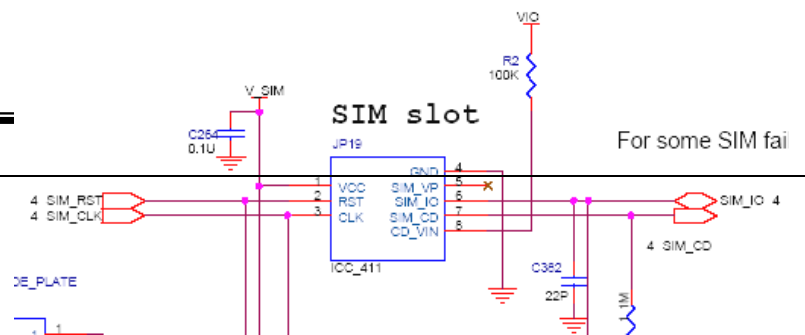 VIO
R2
100K
V_SIM
SIM slot
C264
0.1U
JP19
For some SIM fail
GND 4
1 VCC SIM_VP 5
4 SIM_RST 2 RST SIM_IO 6 SIM_IO 4
4 SIM_CLK 3 CLK SIM_CD 7
CD_VIN 8
4 SIM_CD
ICC_411
C382
22P
1.1M
DE_PLATE
1 1